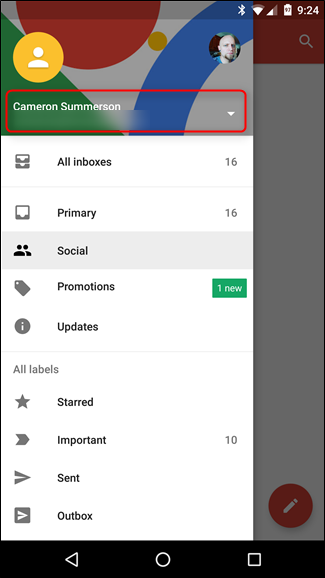 9:24
Cameron Summerson
All inboxes 16
Primary 16
Social
Promotions 1 new
Updates
All labels
Starred
Important 10
Sent
Outbox